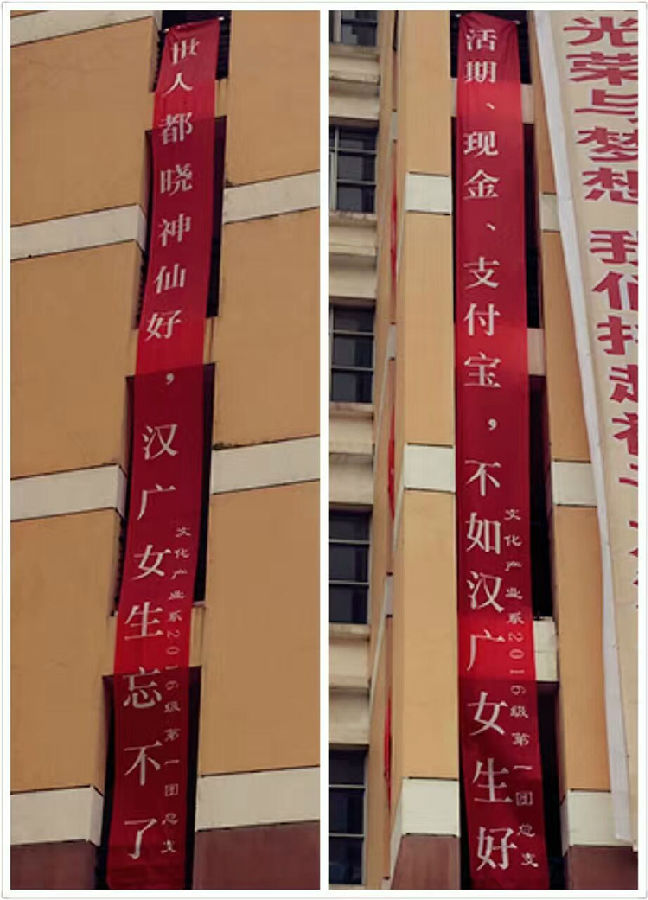 世人都晓神仙好，汉广女生忘不了
文化产业系2016级第一团总支
活期、现金、支付宝，不如汉广女生好
文化产业系2016级第一团总支
光荣与梦想 我们